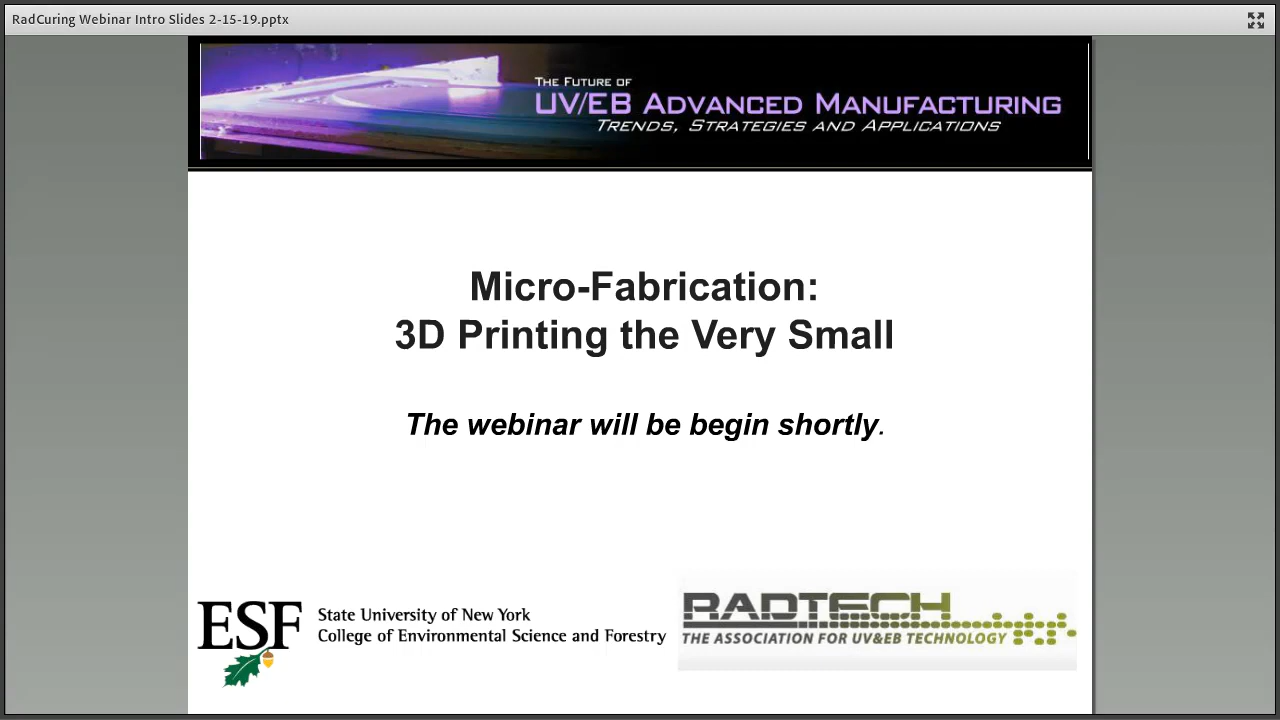 RadCuring Webinar Intro Slides 2-15-19.pptx
The Future of
UV/EB Advanced Manufacturing
Trends, Strategies and Applications
Micro-Fabrication:
3D Printing the Very Small
The webinar will be begin shortly.
ESF
State University of New York
College of Environmental Science and Forestry
RADTECH
THE ASSOCIATION FOR UV&EB TECHNOLOGY